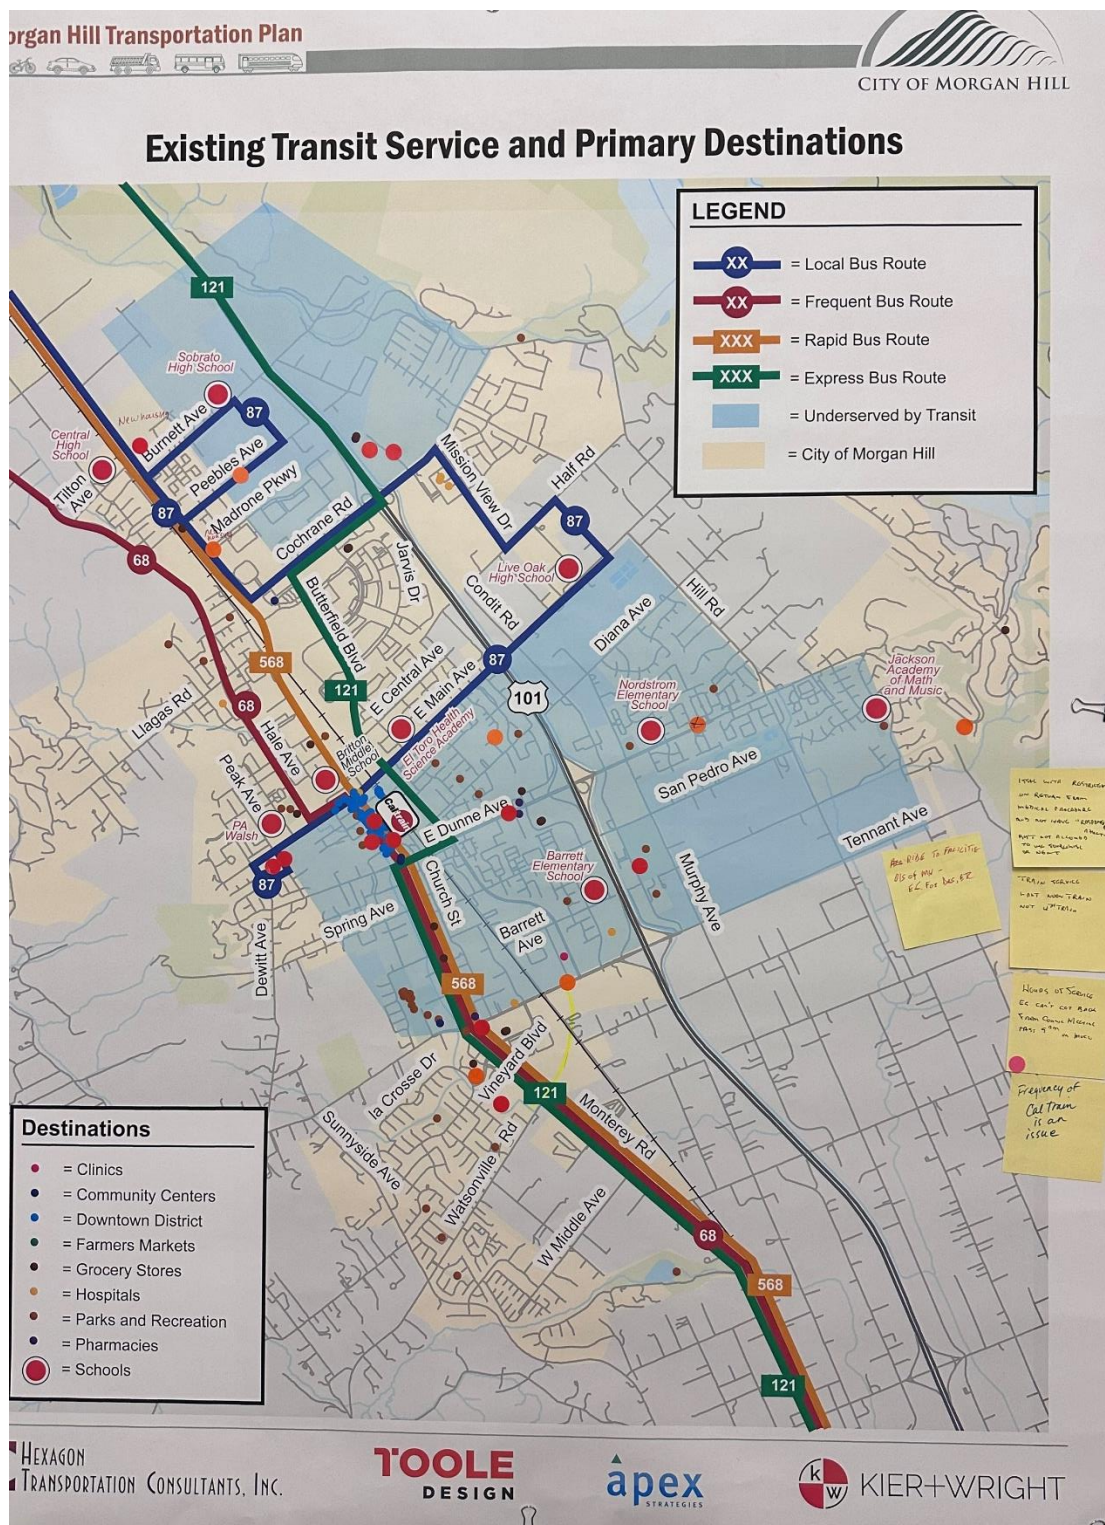 organ Hill Transportation Plan
CITY OF MORGAN HILL
Existing Transit Service and Primary Destinations
LEGEND
XX = Local Bus Route
XX = Frequent Bus Route
XXX = Rapid Bus Route
XXX = Express Bus Route
= Underserved by Transit
= City of Morgan Hill
121
Sobrato
High School
Burnett Ave
87
Central
High
School
Tilton
Ave
Peebles Ave
Madrone Pkwy
87
Mission View Dr
Half Rd
87
Cochrane Rd
68
Jarvis Dr
Live Oak
High School
Condit Rd
Hill Rd
Diana Ave
Butterfield Blvd
568
121
E Central Ave
E Main Ave
87
101
Llagas Rd
68
Hale Ave
Nordstrom
Elementary
School
Jackson
Academy
of Math
and Music
El Toro Health
Science Academy
Britton
Middle
School
Peak Ave
San Pedro Ave
Caltrain
E Dunne Ave
PA
Walsh
Tennant Ave
87
Barrett
Elementary
School
Murphy Ave
Church St
Spring Ave
Barrett
Ave
Dewitt Ave
568
la Crosse Dr
Vineyard Blvd
121
Monterey Rd
Sunnyside Ave
Watsonville Rd
W Middle Ave
68
568
121
TRAIN SERVICE
HOURS OF SERVICE
Frequency of
Cal Train
is an
issue
Destinations
= Clinics
= Community Centers
= Downtown District
= Farmers Markets
= Grocery Stores
= Hospitals
= Parks and Recreation
= Pharmacies
= Schools
HEXAGON
TRANSPORTATION CONSULTANTS, INC.
TOOLE
DESIGN
apex
STRATEGIES
k
w
KIER+WRIGHT